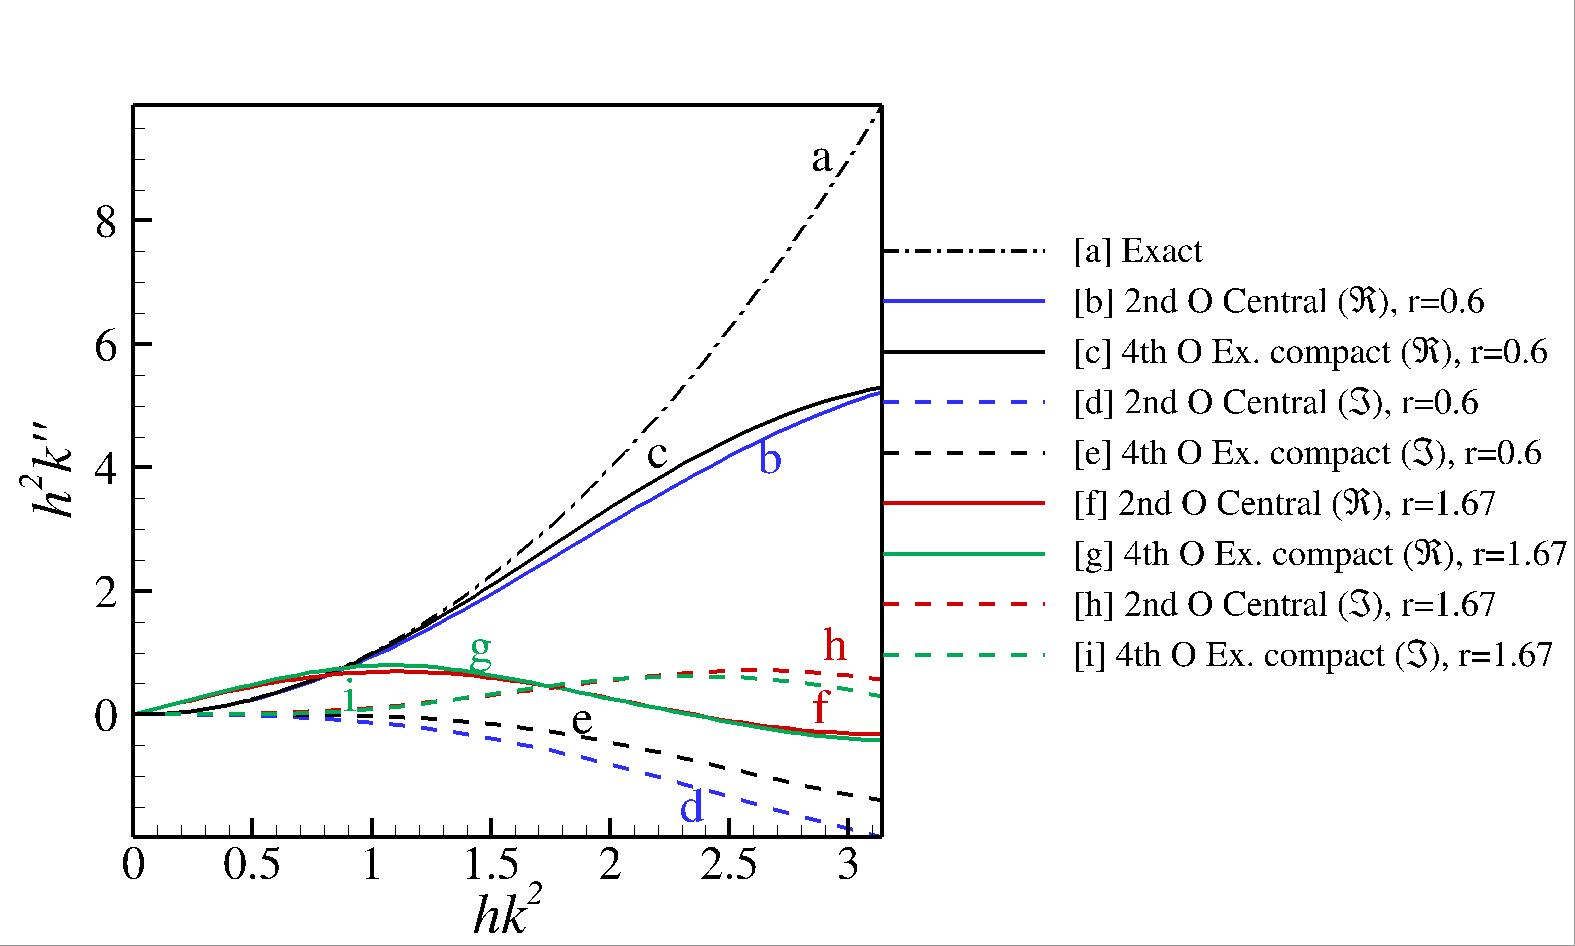 a
8
[a] Exact
[b] 2nd O Central (ℜ), r=0.6
6
[c] 4th O Ex. compact (ℜ), r=0.6
[d] 2nd O Central (ℑ), r=0.6
c
b
4
[e] 4th O Ex. compact (ℑ), r=0.6
h²k″
[f] 2nd O Central (ℜ), r=1.67
[g] 4th O Ex. compact (ℜ), r=1.67
2
[h] 2nd O Central (ℑ), r=1.67
g
h
[i] 4th O Ex. compact (ℑ), r=1.67
i
f
0
e
d
0 0.5 1 1.5 2 2.5 3
hk²